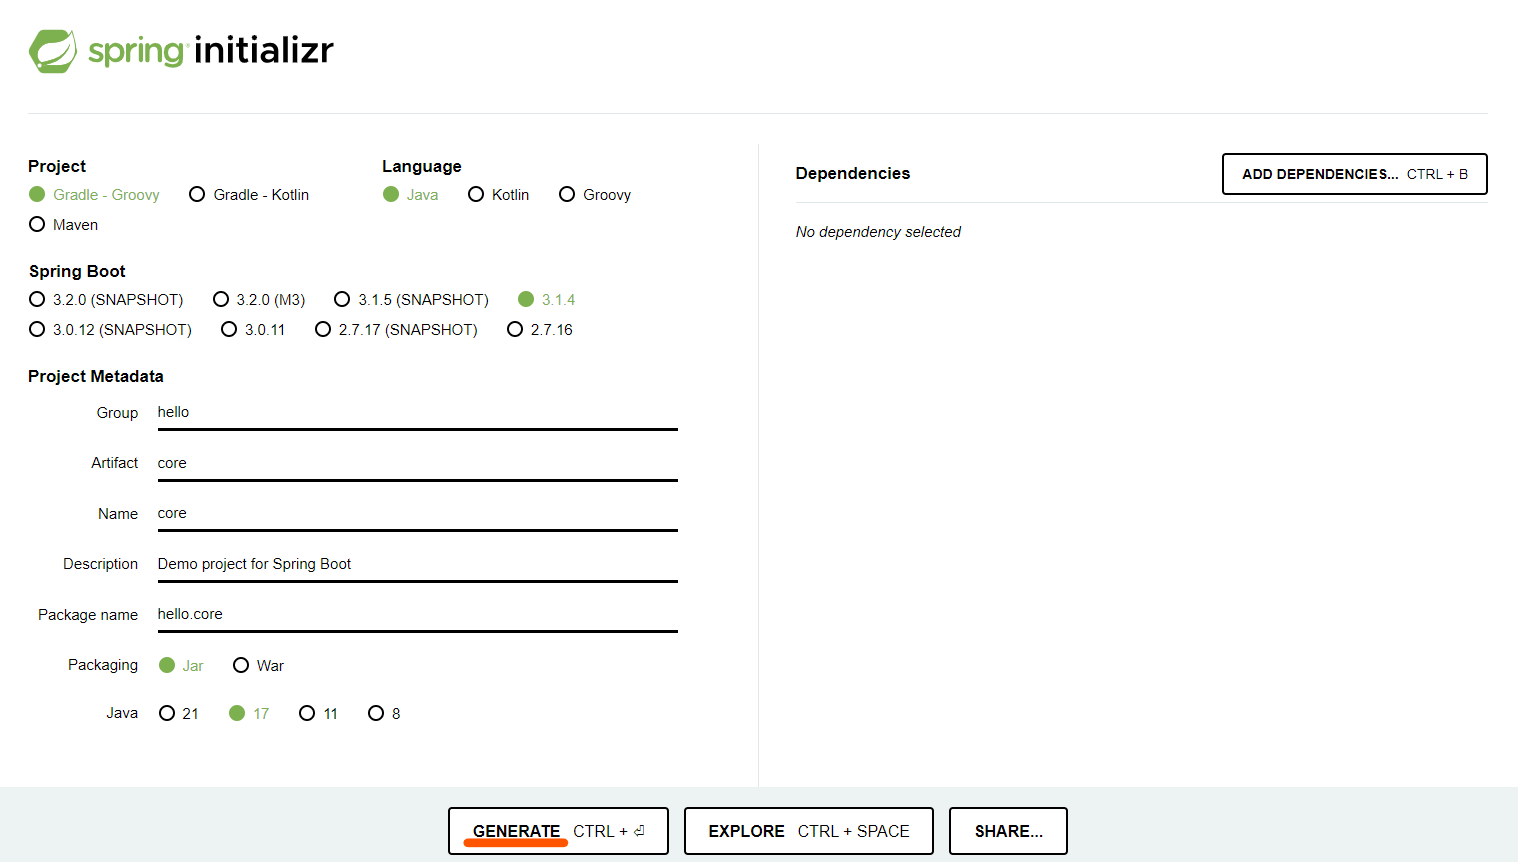 spring initializr
Project
Gradle - Groovy Gradle - Kotlin
Maven
Language
Java Kotlin Groovy
Spring Boot
3.2.0 (SNAPSHOT) 3.2.0 (M3) 3.1.5 (SNAPSHOT) 3.1.4
3.0.12 (SNAPSHOT) 3.0.11 2.7.17 (SNAPSHOT) 2.7.16
Project Metadata
Group hello
Artifact core
Name core
Description Demo project for Spring Boot
Package name hello.core
Packaging Jar War
Java 21 17 11 8
Dependencies ADD DEPENDENCIES... CTRL + B
No dependency selected
GENERATE CTRL + ⏎ EXPLORE CTRL + SPACE SHARE...